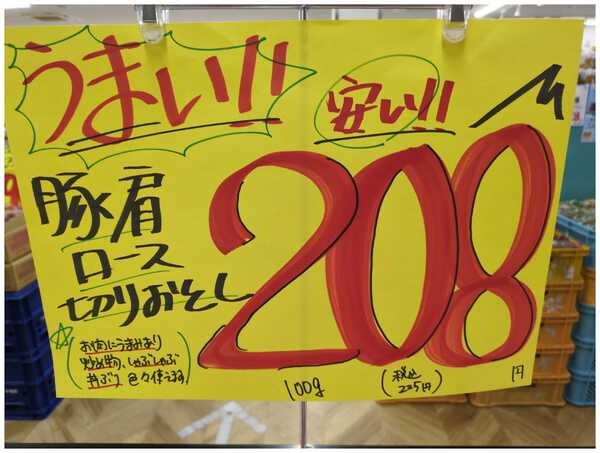 うまい!!
安い!!!
豚肩
ロース
切りおとし
208
お肉にうまみあり
炒め物、しゃぶしゃぶ
丼ぶり 色々使えます
100g
(税込
225円)
円